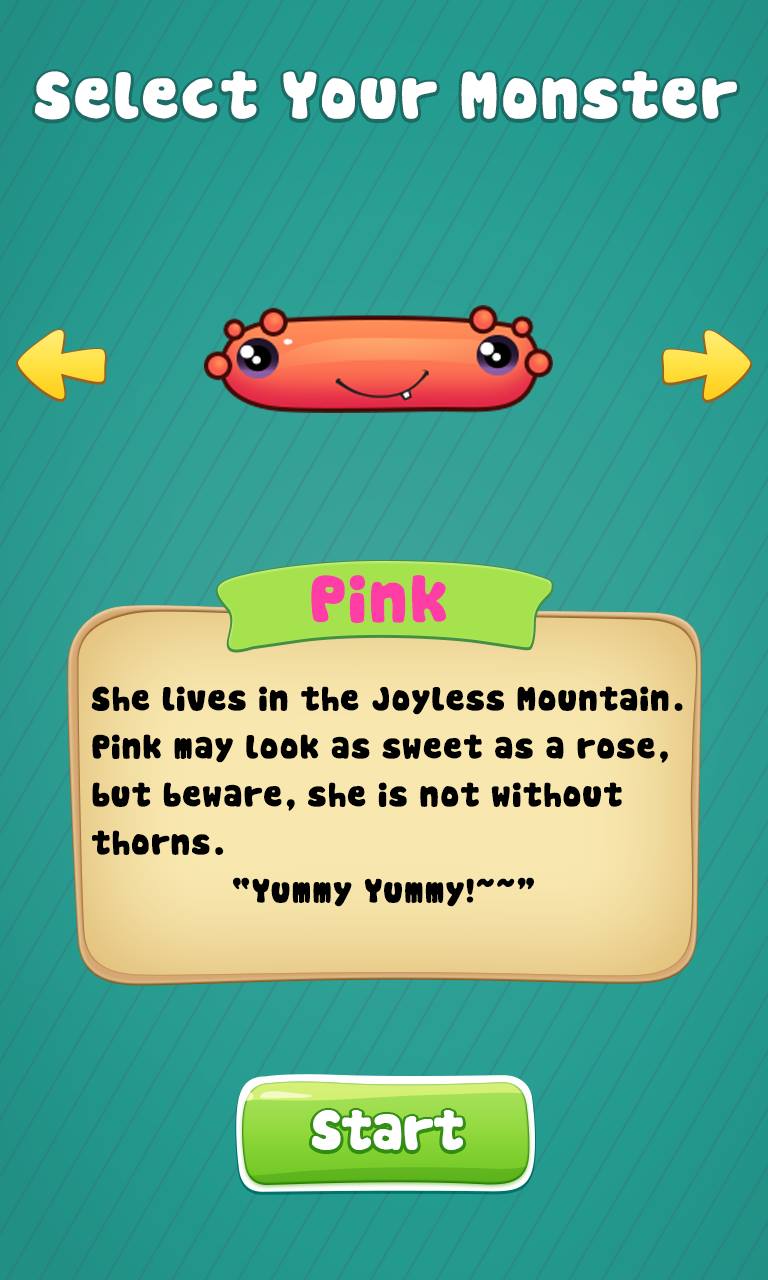 Select Your Monster
Pink
She lives in the Joyless Mountain.
Pink may look as sweet as a rose,
but beware, she is not without
thorns.
"Yummy Yummy!~~"
Start